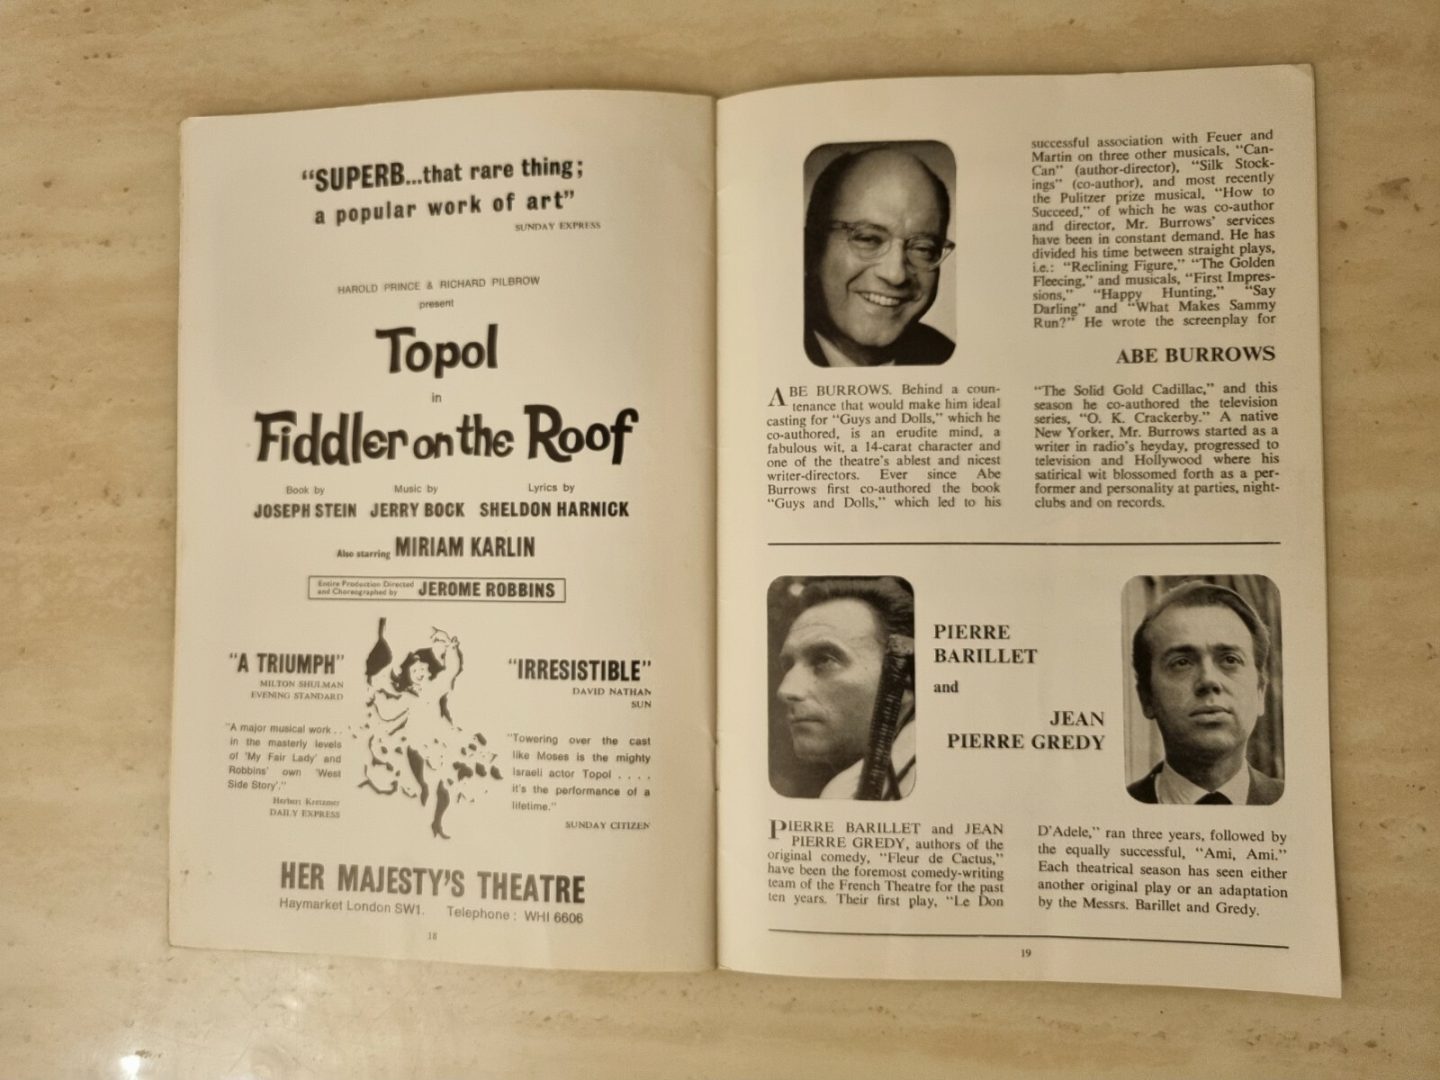 “SUPERB...that rare thing;
a popular work of art”
SUNDAY EXPRESS
HAROLD PRINCE & RICHARD PILBROW
present
Topol
in
Fiddler on the Roof
Book by Music by Lyrics by
JOSEPH STEIN JERRY BOCK SHELDON HARNICK
Also starring MIRIAM KARLIN
Entire Production Directed
and Choreographed by JEROME ROBBINS
“A TRIUMPH”
MILTON SHULMAN
EVENING STANDARD
“A major musical work . .
in the masterly levels
of ‘My Fair Lady’ and
Robbins’ own ‘West
Side Story’.”
Herbert Kretzmer
DAILY EXPRESS
“IRRESISTIBLE”
DAVID NATHAN
SUN
“Towering over the cast
like Moses is the mighty
Israeli actor Topol . . . .
it’s the performance of a
lifetime.”
SUNDAY CITIZEN
HER MAJESTY’S THEATRE
Haymarket London SW1. Telephone : WHI 6606
18
ABE BURROWS. Behind a coun-
tenance that would make him ideal
casting for “Guys and Dolls,” which he
co-authored, is an erudite mind, a
fabulous wit, a 14-carat character and
one of the theatre’s ablest and nicest
writer-directors. Ever since Abe
Burrows first co-authored the book
“Guys and Dolls,” which led to his
successful association with Feuer and
Martin on three other musicals, “Can-
Can” (author-director), “Silk Stock-
ings” (co-author), and most recently
the Pulitzer prize musical, “How to
Succeed,” of which he was co-author
and director, Mr. Burrows’ services
have been in constant demand. He has
divided his time between straight plays,
i.e.: “Reclining Figure,” “The Golden
Fleecing,” and musicals, “First Impres-
sions,” “Happy Hunting,” “Say
Darling” and “What Makes Sammy
Run?” He wrote the screenplay for
ABE BURROWS
“The Solid Gold Cadillac,” and this
season he co-authored the television
series, “O. K. Crackerby.” A native
New Yorker, Mr. Burrows started as a
writer in radio’s heyday, progressed to
television and Hollywood where his
satirical wit blossomed forth as a per-
former and personality at parties, night-
clubs and on records.
PIERRE
BARILLET
and
JEAN
PIERRE GREDY
PIERRE BARILLET and JEAN
PIERRE GREDY, authors of the
original comedy, “Fleur de Cactus,”
have been the foremost comedy-writing
team of the French Theatre for the past
ten years. Their first play, “Le Don
D’Adele,” ran three years, followed by
the equally successful, “Ami, Ami.”
Each theatrical season has seen either
another original play or an adaptation
by the Messrs. Barillet and Gredy.
19